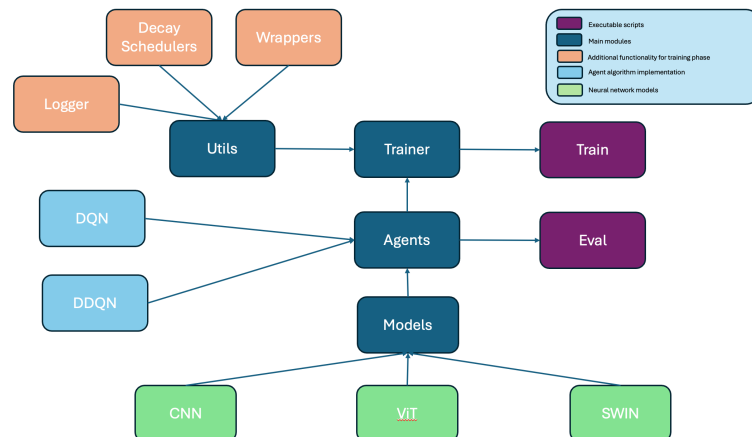 Decay
Schedulers
Wrappers
Executable scripts
Main modules
Additional functionality for training phase
Agent algorithm implementation
Neural network models
Logger
Utils
Trainer
Train
DQN
Agents
Eval
DDQN
Models
CNN
ViT
SWIN